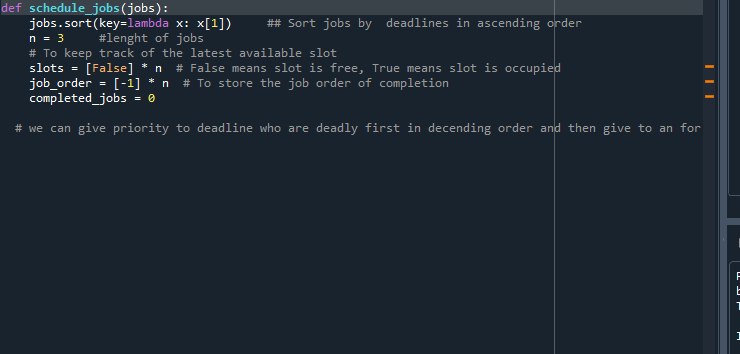 def schedule_jobs(jobs):
    jobs.sort(key=lambda x: x[1])     ## Sort jobs by  deadlines in ascending order
    n = 3     #lenght of jobs
    # To keep track of the latest available slot
    slots = [False] * n  # False means slot is free, True means slot is occupied
    job_order = [-1] * n  # To store the job order of completion
    completed_jobs = 0

  # we can give priority to deadline who are deadly first in decending order and then give to an for